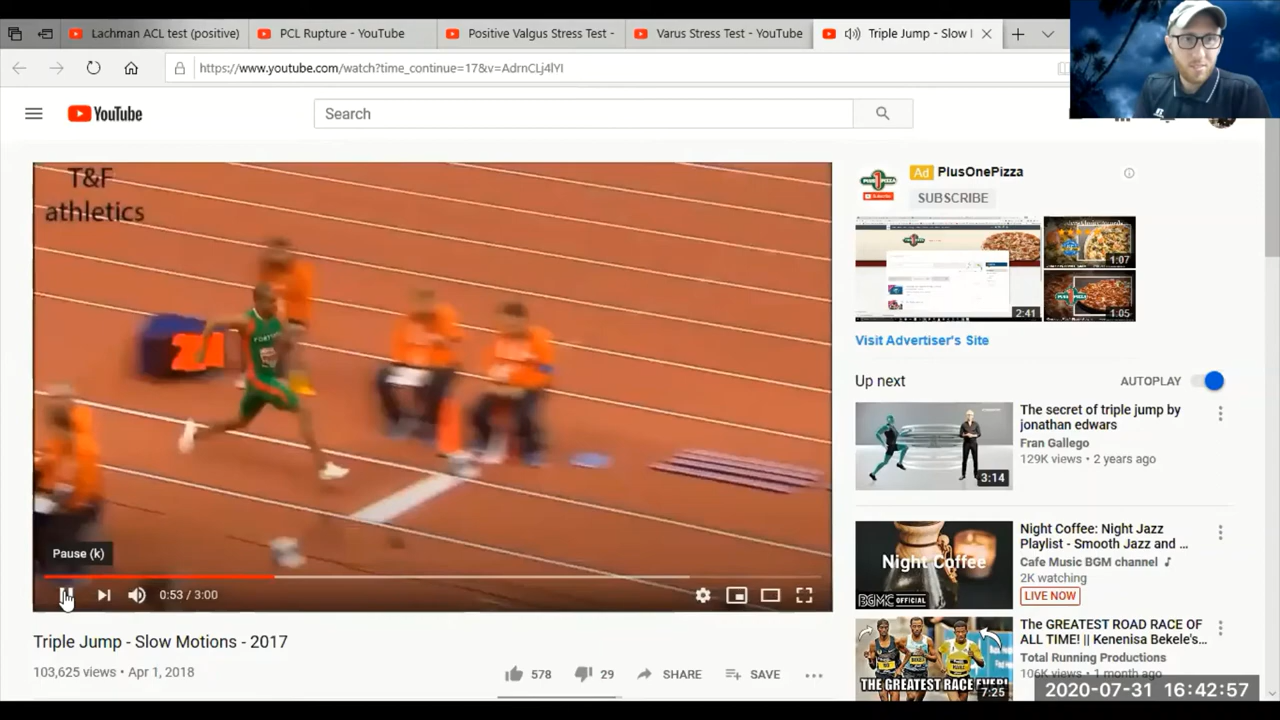 Lachman ACL test (positive)
PCL Rupture - YouTube
Positive Valgus Stress Test -
Varus Stress Test - YouTube
Triple Jump - Slow
https://www.youtube.com/watch?time_continue=17&v=AdrnCLj4lYI
YouTube
Search
T&F
athletics
Pause (k)
0:53 / 3:00
Triple Jump - Slow Motions - 2017
103,625 views • Apr 1, 2018
578
29
SHARE
SAVE
Ad PlusOnePizza
SUBSCRIBE
2:41
1:07
1:05
Visit Advertiser's Site
Up next
AUTOPLAY
3:14
The secret of triple jump by
jonathan edwars
Fran Gallego
129K views • 2 years ago
Night Coffee
BGMC OFFICIAL
Night Coffee: Night Jazz
Playlist - Smooth Jazz and ...
Cafe Music BGM channel
2K watching
LIVE NOW
THE GREATEST RACE EVER!
7:25
The GREATEST ROAD RACE OF
ALL TIME! || Kenenisa Bekele's...
Total Running Productions
106K views • 1 month ago
2020-07-31 16:42:57